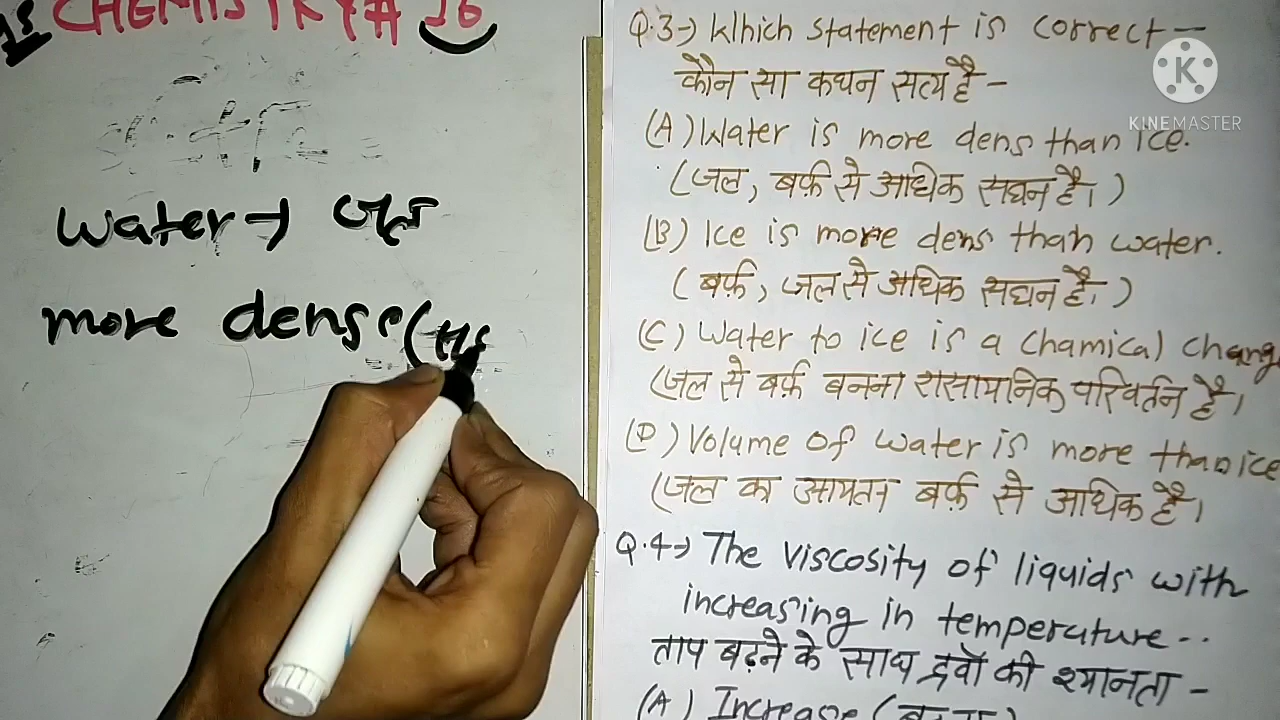 CHEMISTRY # 16
Water → जल
more dense (
Q.3→ Which statement is correct —
कौन सा कथन सत्य है –
(A) Water is more dens than ice.
(जल, बर्फ़ से अधिक सघन है।)
(B) Ice is more dens than water.
(बर्फ़, जल से अधिक सघन है।)
(C) Water to ice is a chamical chang
(जल से बर्फ़ बनना रासायनिक परिवर्तन है।
(D) Volume of water is more than ice
(जल का आयतन बर्फ़ से अधिक है।
Q.4→ The viscosity of liquids with
increasing in temperature..
ताप बढ़ने के साथ द्रवों की श्यानता –
(A) Increase (
KINEMASTER